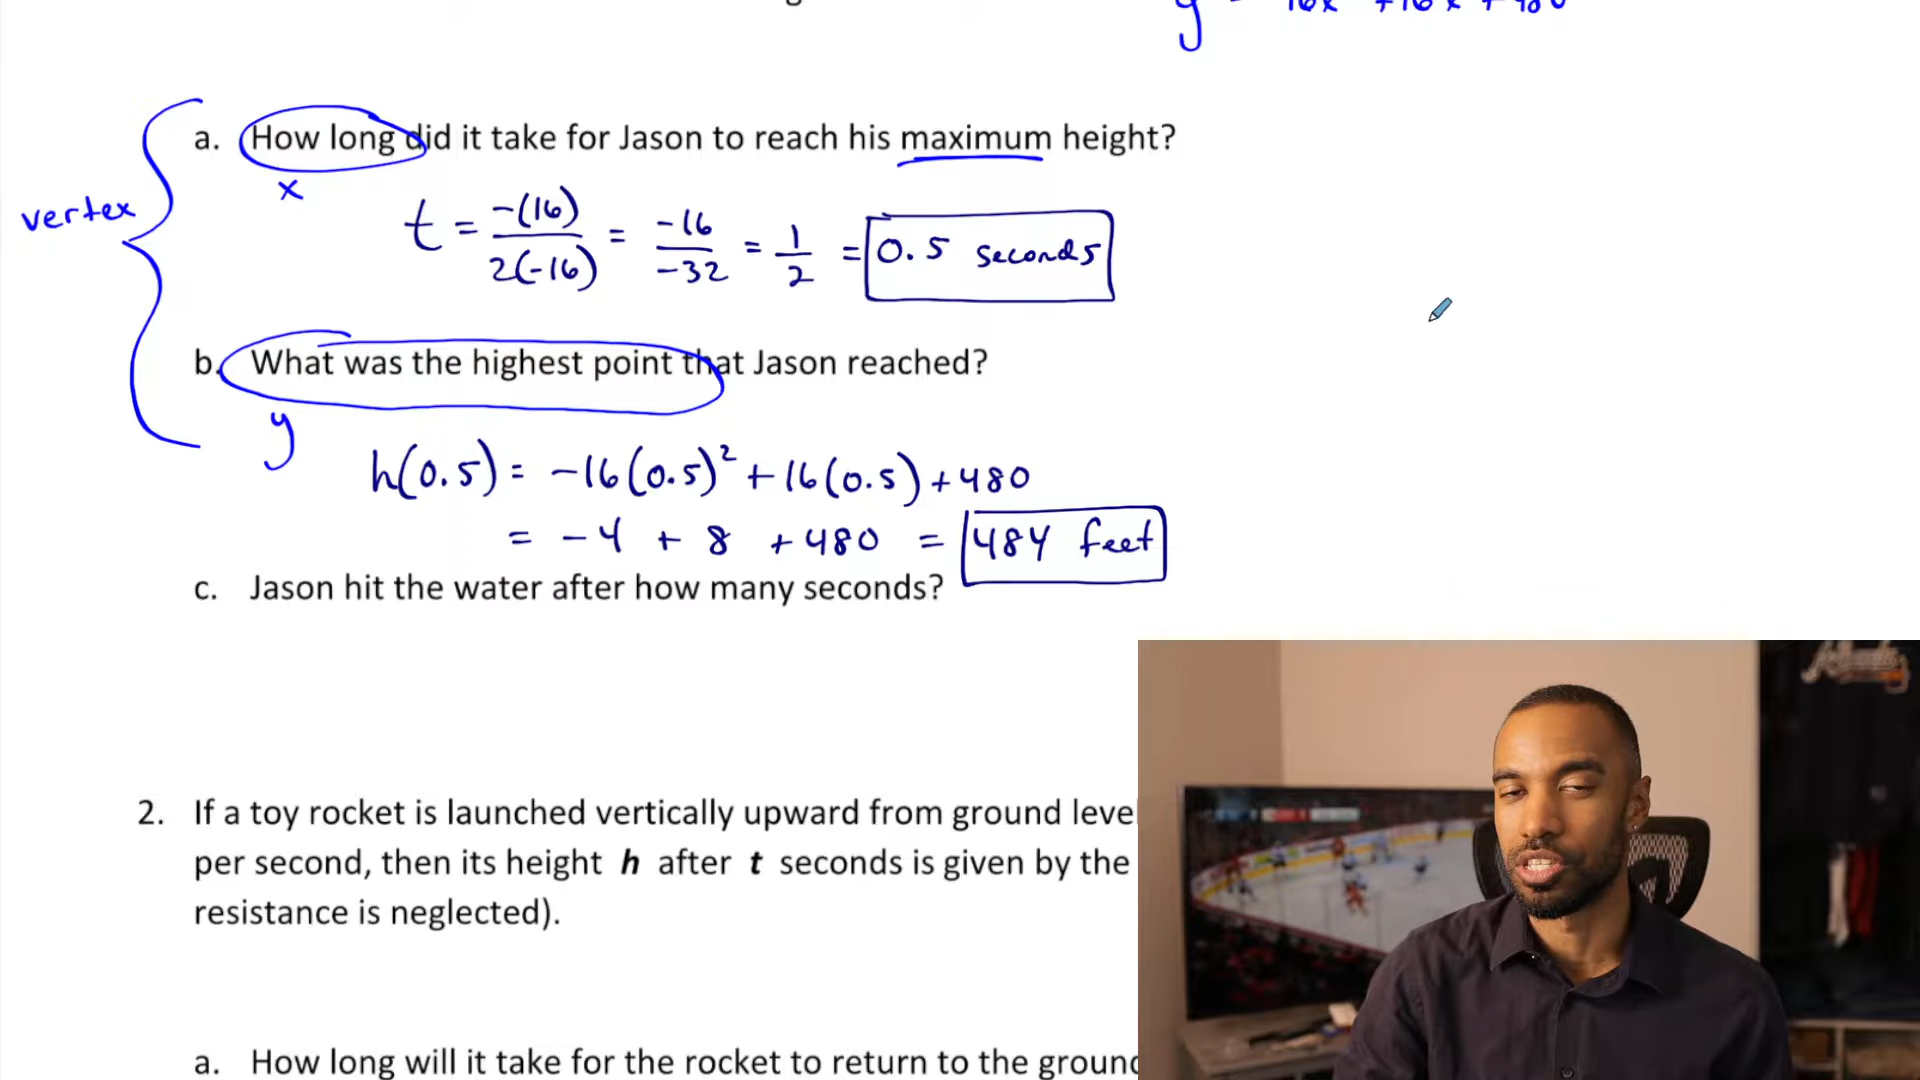 a. How long did it take for Jason to reach his maximum height?
x
vertex
t = -(16)/2(-16) = -16/-32 = 1/2 = 0.5 seconds
b. What was the highest point that Jason reached?
y
h(0.5) = -16(0.5)² + 16(0.5) + 480
= -4 + 8 + 480 = 484 feet
c. Jason hit the water after how many seconds?
2. If a toy rocket is launched vertically upward from ground level
per second, then its height h after t seconds is given by the
resistance is neglected).
a. How long will it take for the rocket to return to the ground